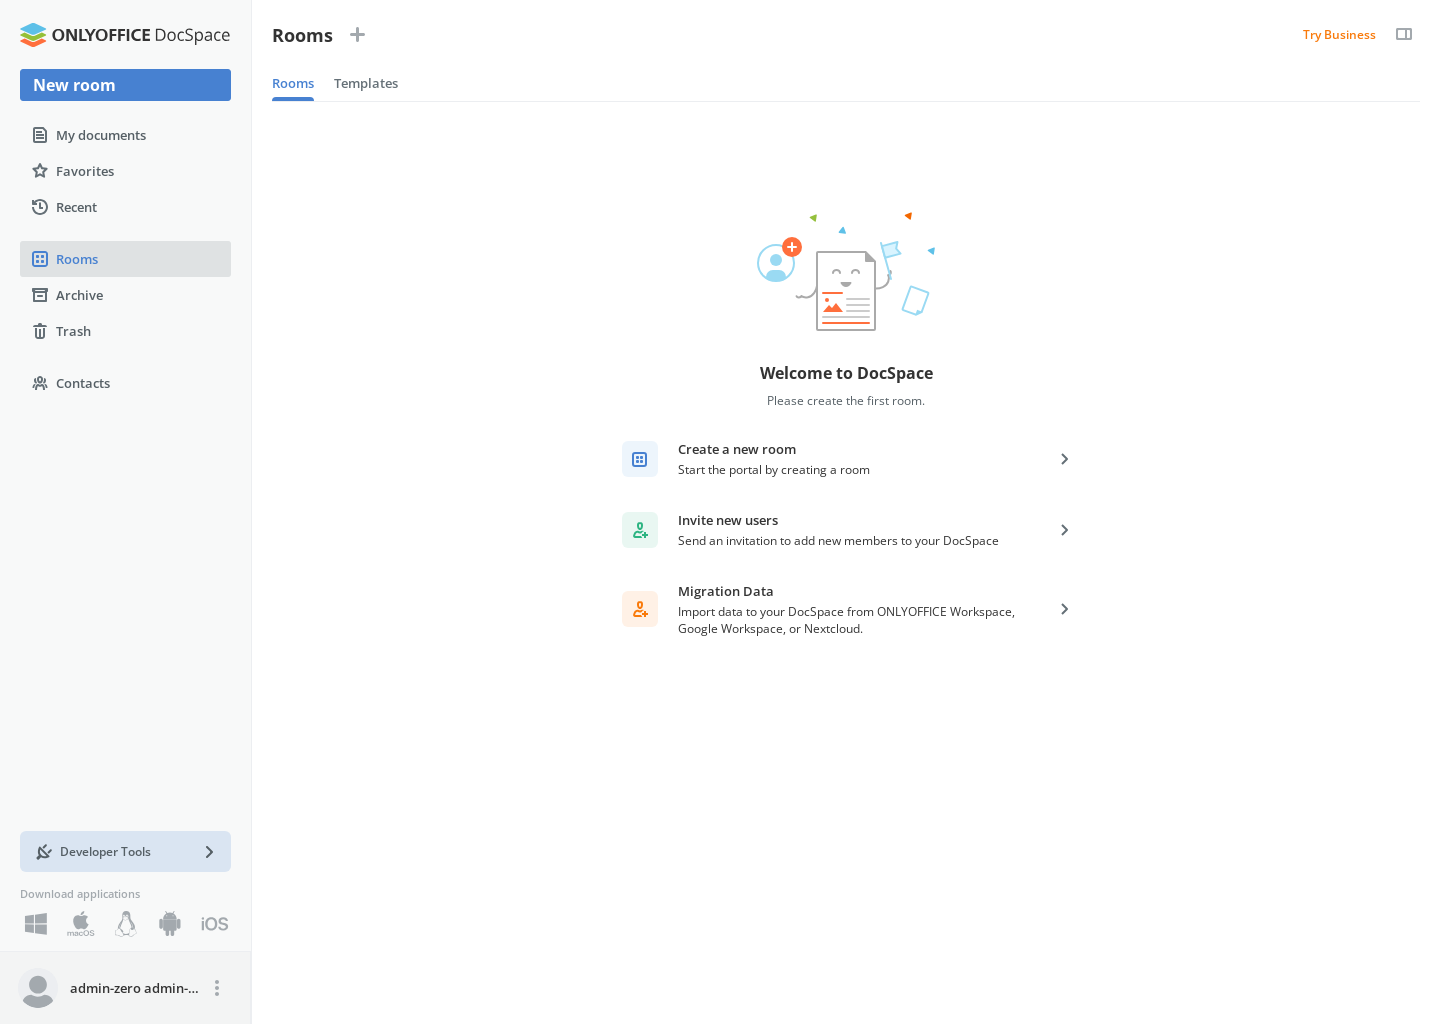 ONLYOFFICE DocSpace
New room
My documents
Favorites
Recent
Rooms
Archive
Trash
Contacts
Developer Tools
Download applications
macOS
iOS
admin-zero admin-...
Rooms
Try Business
Rooms
Templates
Welcome to DocSpace
Please create the first room.
Create a new room
Start the portal by creating a room
Invite new users
Send an invitation to add new members to your DocSpace
Migration Data
Import data to your DocSpace from ONLYOFFICE Workspace,
Google Workspace, or Nextcloud.